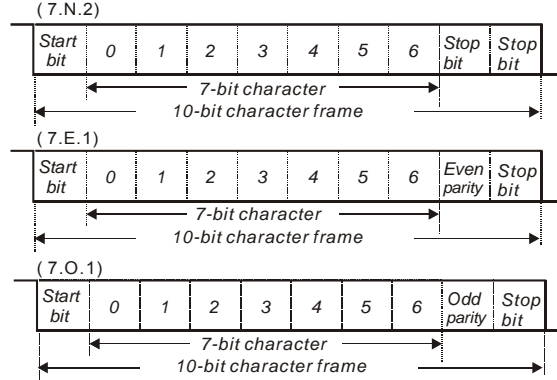 (7.N.2)
Start bit 0 1 2 3 4 5 6 Stop bit Stop bit
7-bit character
10-bit character frame
(7.E.1)
Start bit 0 1 2 3 4 5 6 Even parity Stop bit
7-bit character
10-bit character frame
(7.O.1)
Start bit 0 1 2 3 4 5 6 Odd parity Stop bit
7-bit character
10-bit character frame